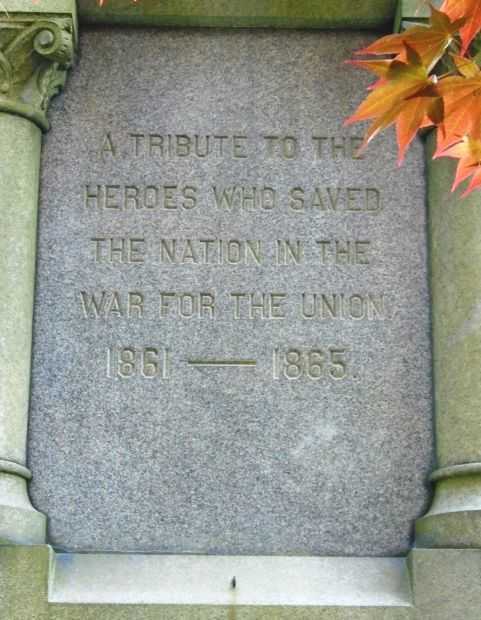 A TRIBUTE TO THE
HEROES WHO SAVED
THE NATION IN THE
WAR FOR THE UNION
1861 — 1865.